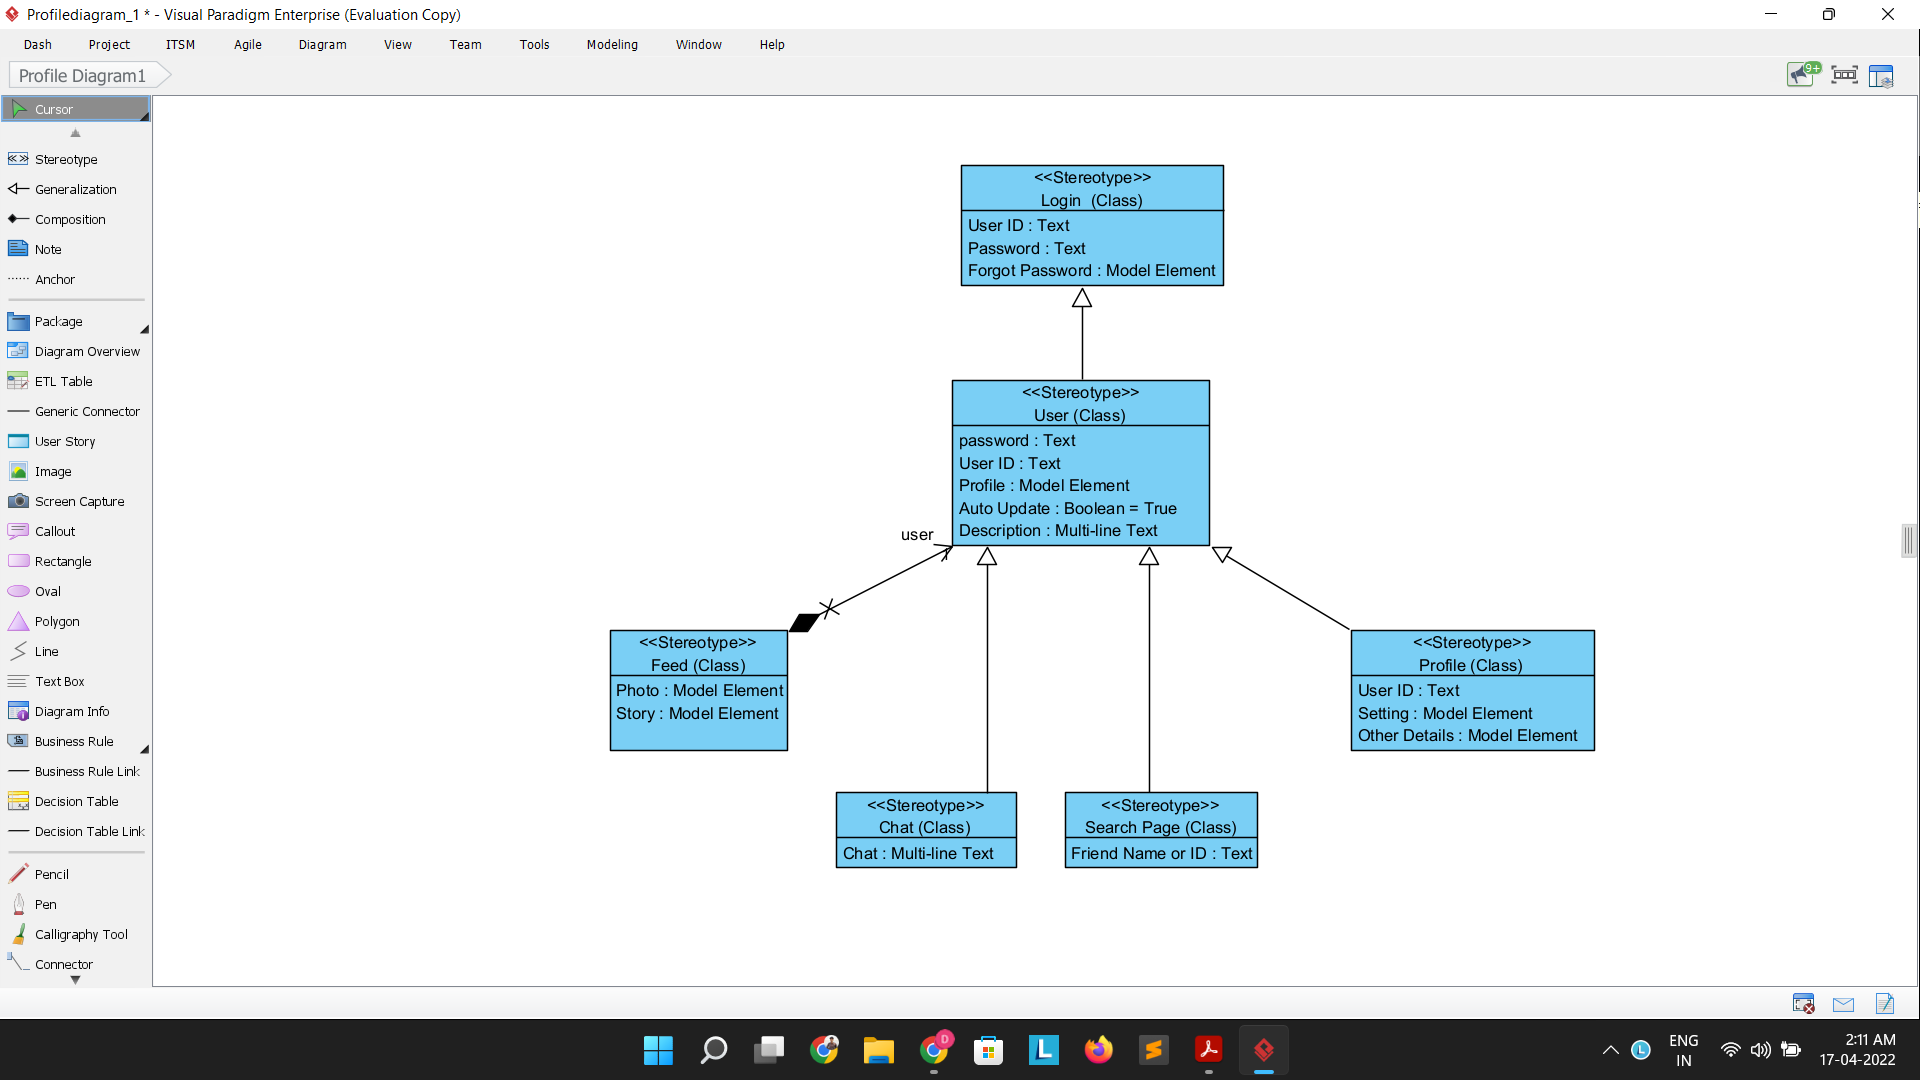 Profilediagram_1 * - Visual Paradigm Enterprise (Evaluation Copy)
Dash Project ITSM Agile Diagram View Team Tools Modeling Window Help
Profile Diagram1
9+
Cursor
Stereotype
Generalization
Composition
Note
Anchor
Package
Diagram Overview
ETL Table
Generic Connector
User Story
Image
Screen Capture
Callout
Rectangle
Oval
Polygon
Line
Text Box
Diagram Info
Business Rule
Business Rule Link
Decision Table
Decision Table Link
Pencil
Pen
Calligraphy Tool
Connector
<<Stereotype>>
Login (Class)
User ID : Text
Password : Text
Forgot Password : Model Element
<<Stereotype>>
User (Class)
password : Text
User ID : Text
Profile : Model Element
Auto Update : Boolean = True
Description : Multi-line Text
user
<<Stereotype>>
Feed (Class)
Photo : Model Element
Story : Model Element
<<Stereotype>>
Profile (Class)
User ID : Text
Setting : Model Element
Other Details : Model Element
<<Stereotype>>
Chat (Class)
Chat : Multi-line Text
<<Stereotype>>
Search Page (Class)
Friend Name or ID : Text
D
L
L
ENG
IN
2:11 AM
17-04-2022